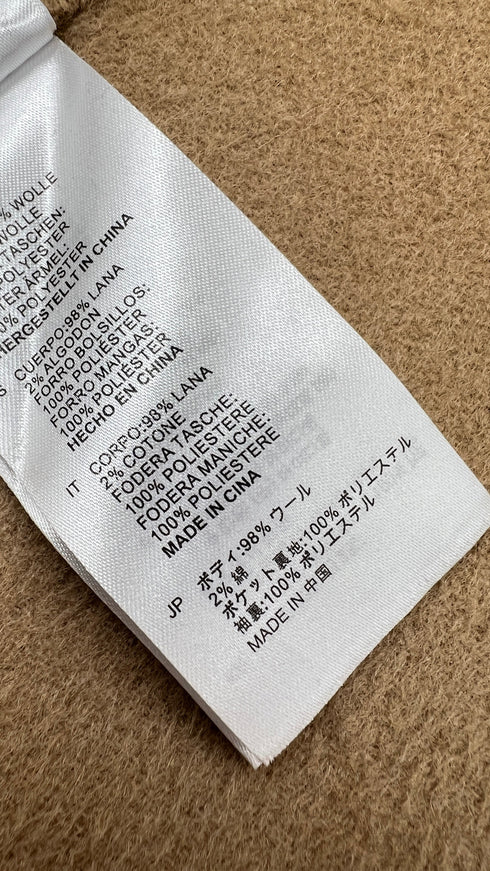 % WOLLE
WOLLE
TASCHEN:
POLYESTER
ÄRMEL:
100% POLYESTER
HERGESTELLT IN CHINA
S CUERPO:98% LANA
2% ALGODON
FORRO BOLSILLOS:
100% POLIÉSTER
FORRO MANGAS:
100% POLIÉSTER
HECHO EN CHINA
IT CORPO:98% LANA
2% COTONE
FODERA TASCHE:
100% POLIESTERE
FODERA MANICHE:
100% POLIESTERE
MADE IN CINA
JP ボディ:98% ウール
2% 綿
ポケット裏地:100% ポリエステル
袖裏:100% ポリエステル
MADE IN 中国